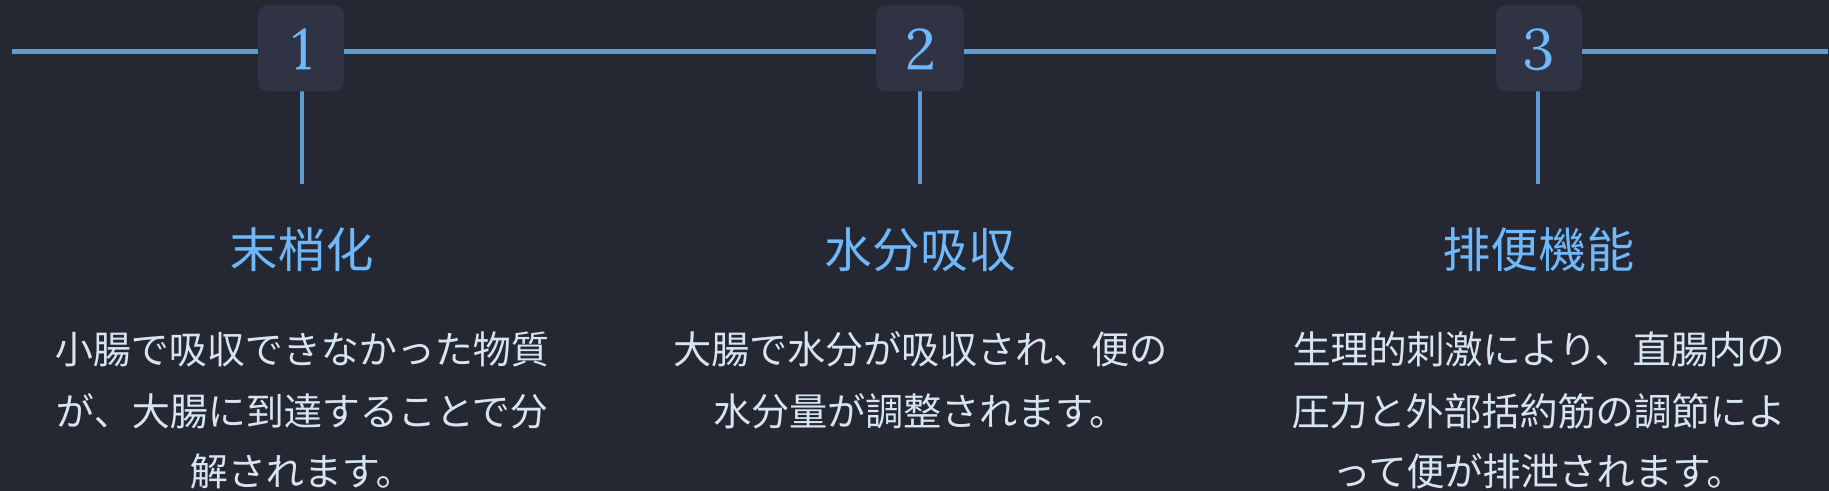 1
2
3
末梢化
小腸で吸収できなかった物質
が、大腸に到達することで分
解されます。
水分吸収
大腸で水分が吸収され、便の
水分量が調整されます。
排便機能
生理的刺激により、直腸内の
圧力と外部括約筋の調節によ
って便が排泄されます。